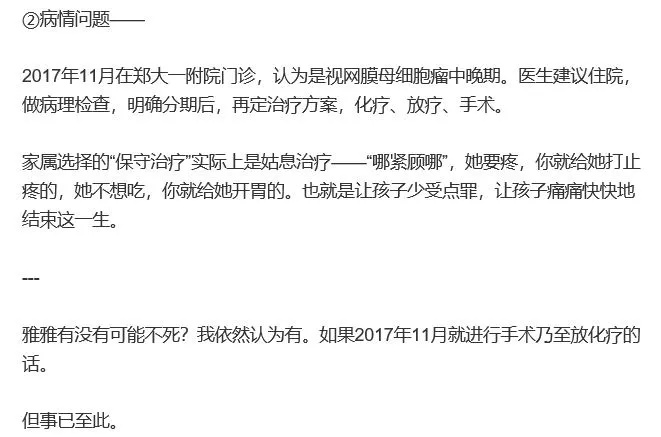 ②病情问题——
2017年11月在郑大一附院门诊，认为是视网膜母细胞瘤中晚期。医生建议住院，
做病理检查，明确分期后，再定治疗方案，化疗、放疗、手术。
家属选择的“保守治疗”实际上是姑息治疗——“哪紧顾哪”，她要疼，你就给她打止
疼的，她不想吃，你就给她开胃的。也就是让孩子少受点罪，让孩子痛痛快快地
结束这一生。
---
雅雅有没有可能不死？我依然认为有。如果2017年11月就进行手术乃至放化疗的
话。
但事已至此。